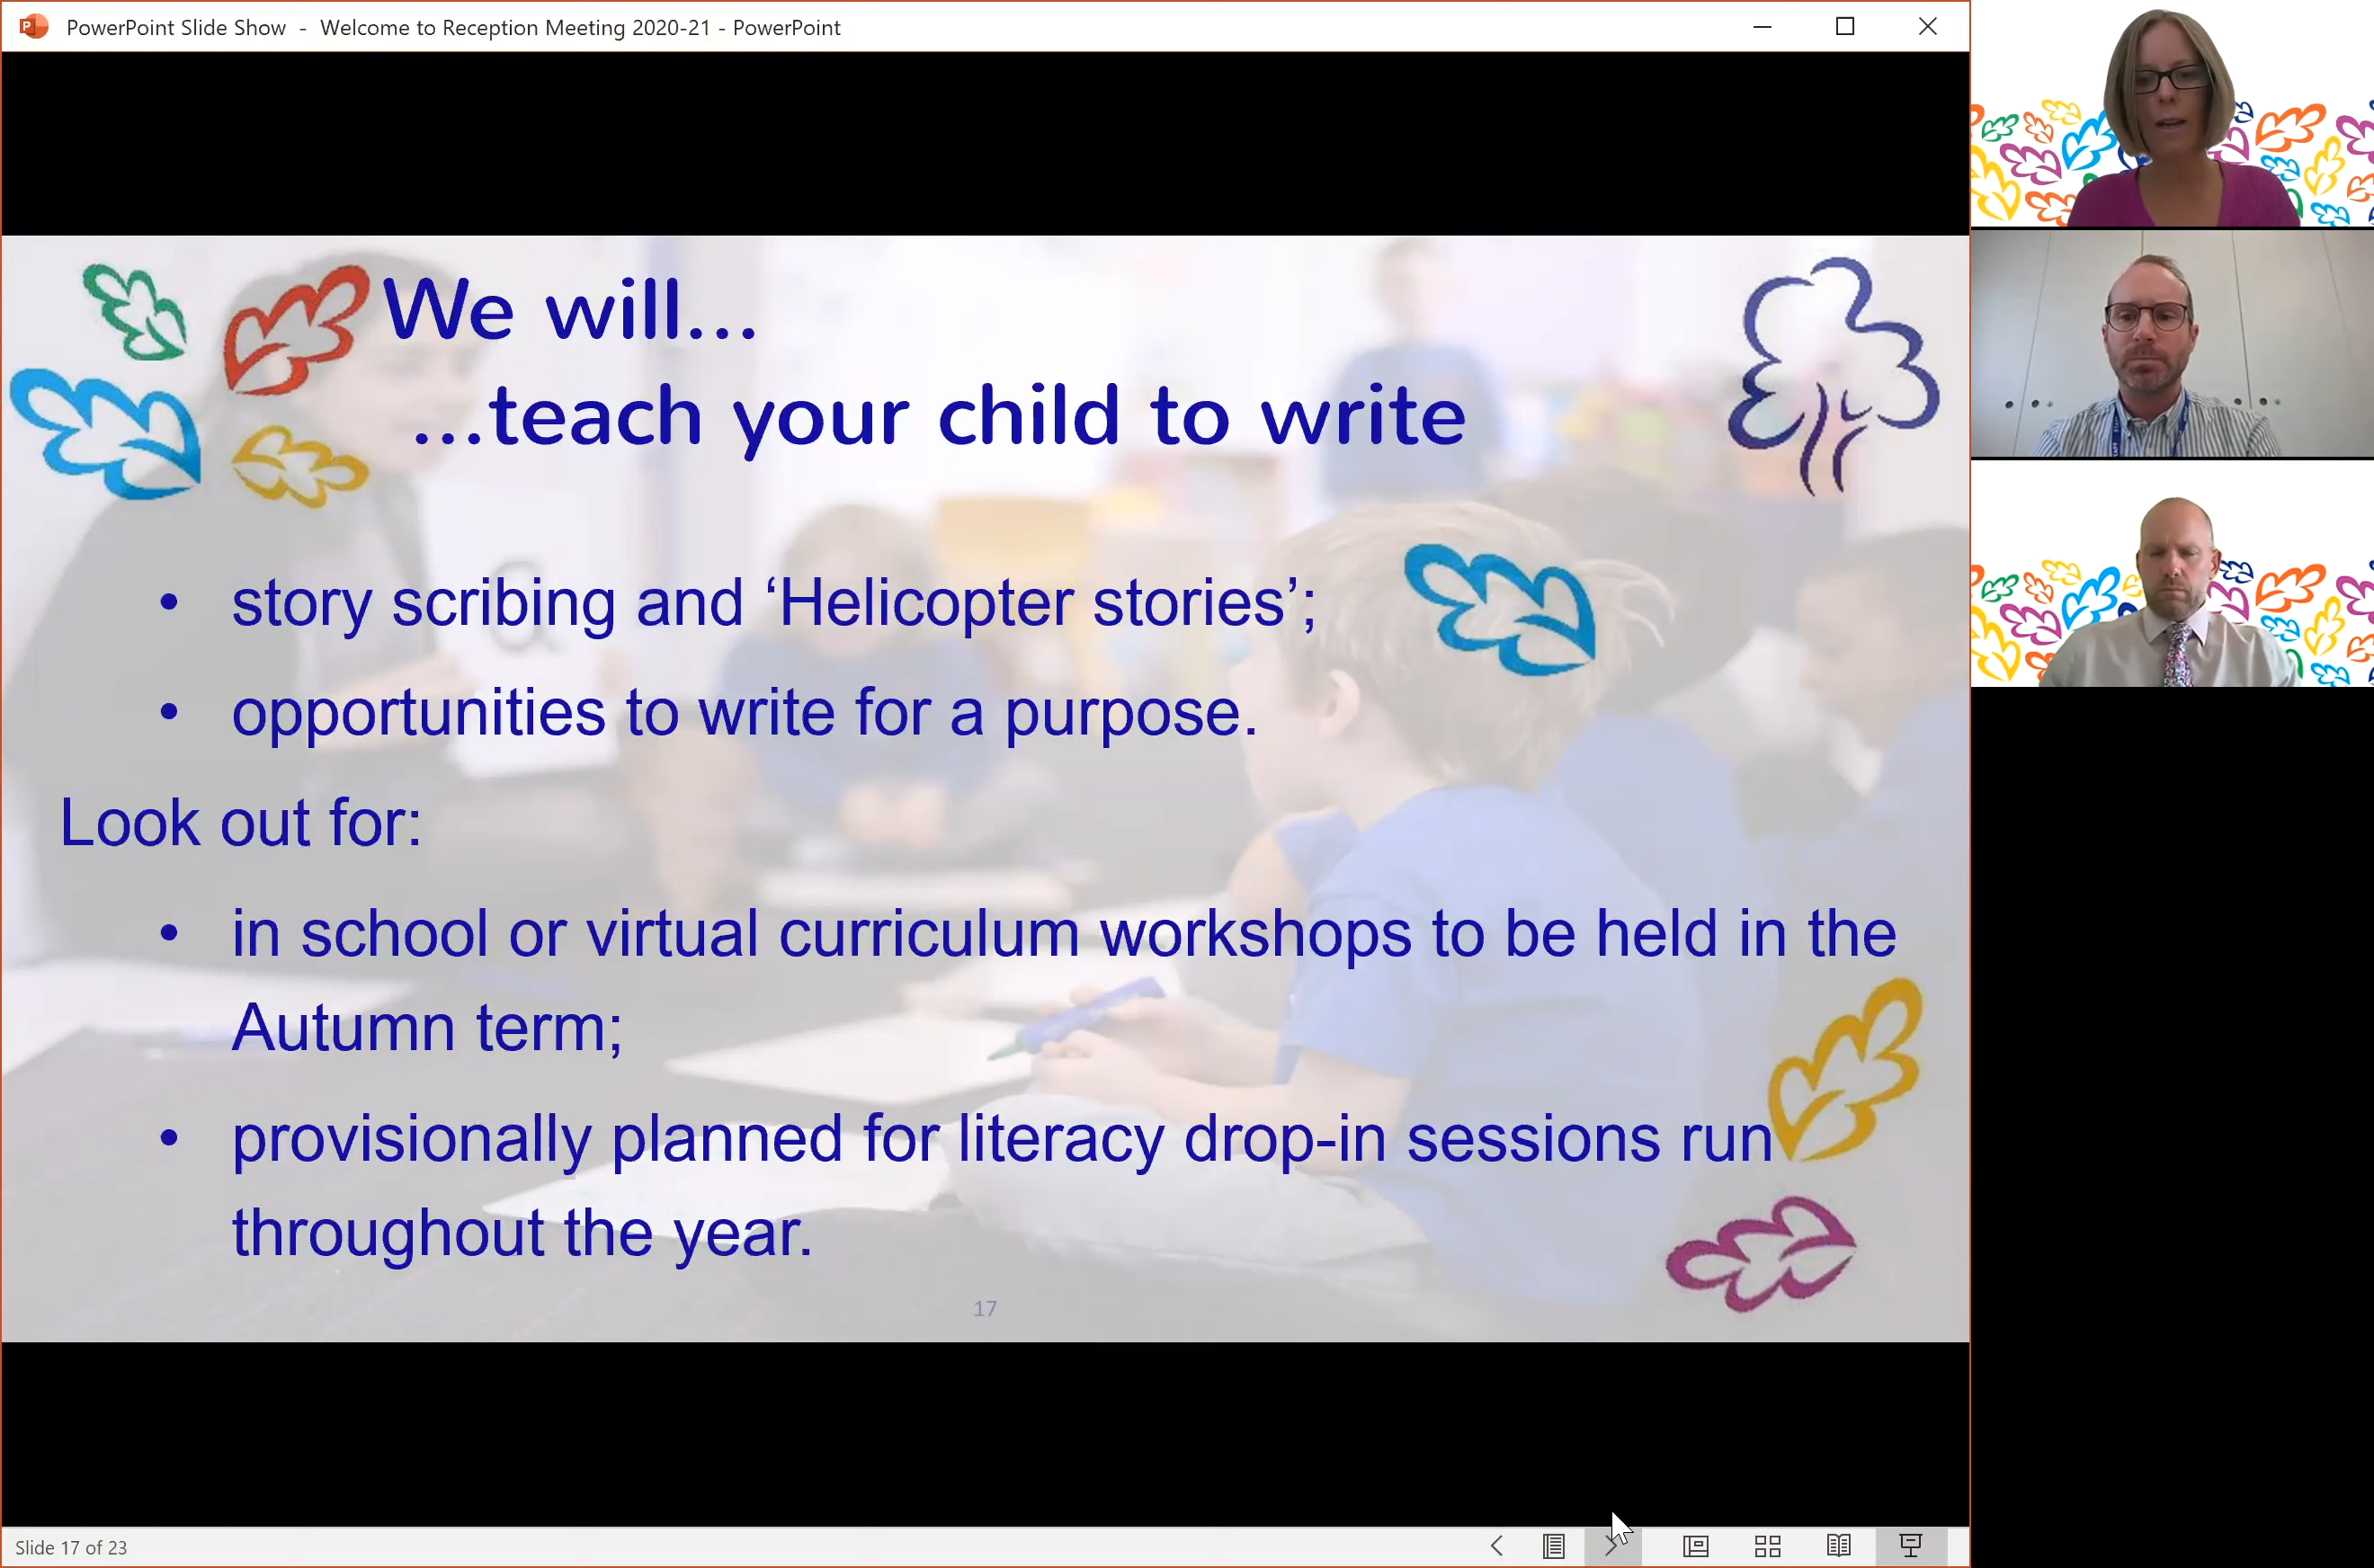 PowerPoint Slide Show - Welcome to Reception Meeting 2020-21 - PowerPoint
We will...
...teach your child to write
• story scribing and ‘Helicopter stories’;
• opportunities to write for a purpose.
Look out for:
• in school or virtual curriculum workshops to be held in the
Autumn term;
• provisionally planned for literacy drop-in sessions run
throughout the year.
17
Slide 17 of 23